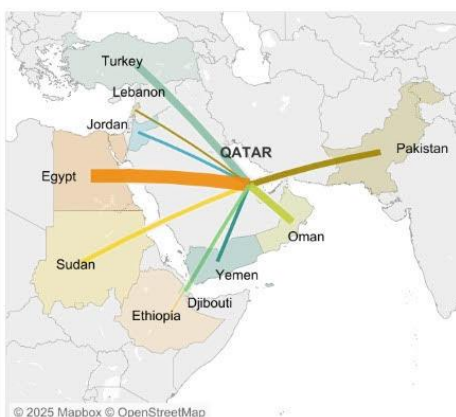 Turkey
Lebanon
Jordan
QATAR
Pakistan
Egypt
Oman
Sudan
Yemen
Djibouti
Ethiopia
© 2025 Mapbox © OpenStreetMap